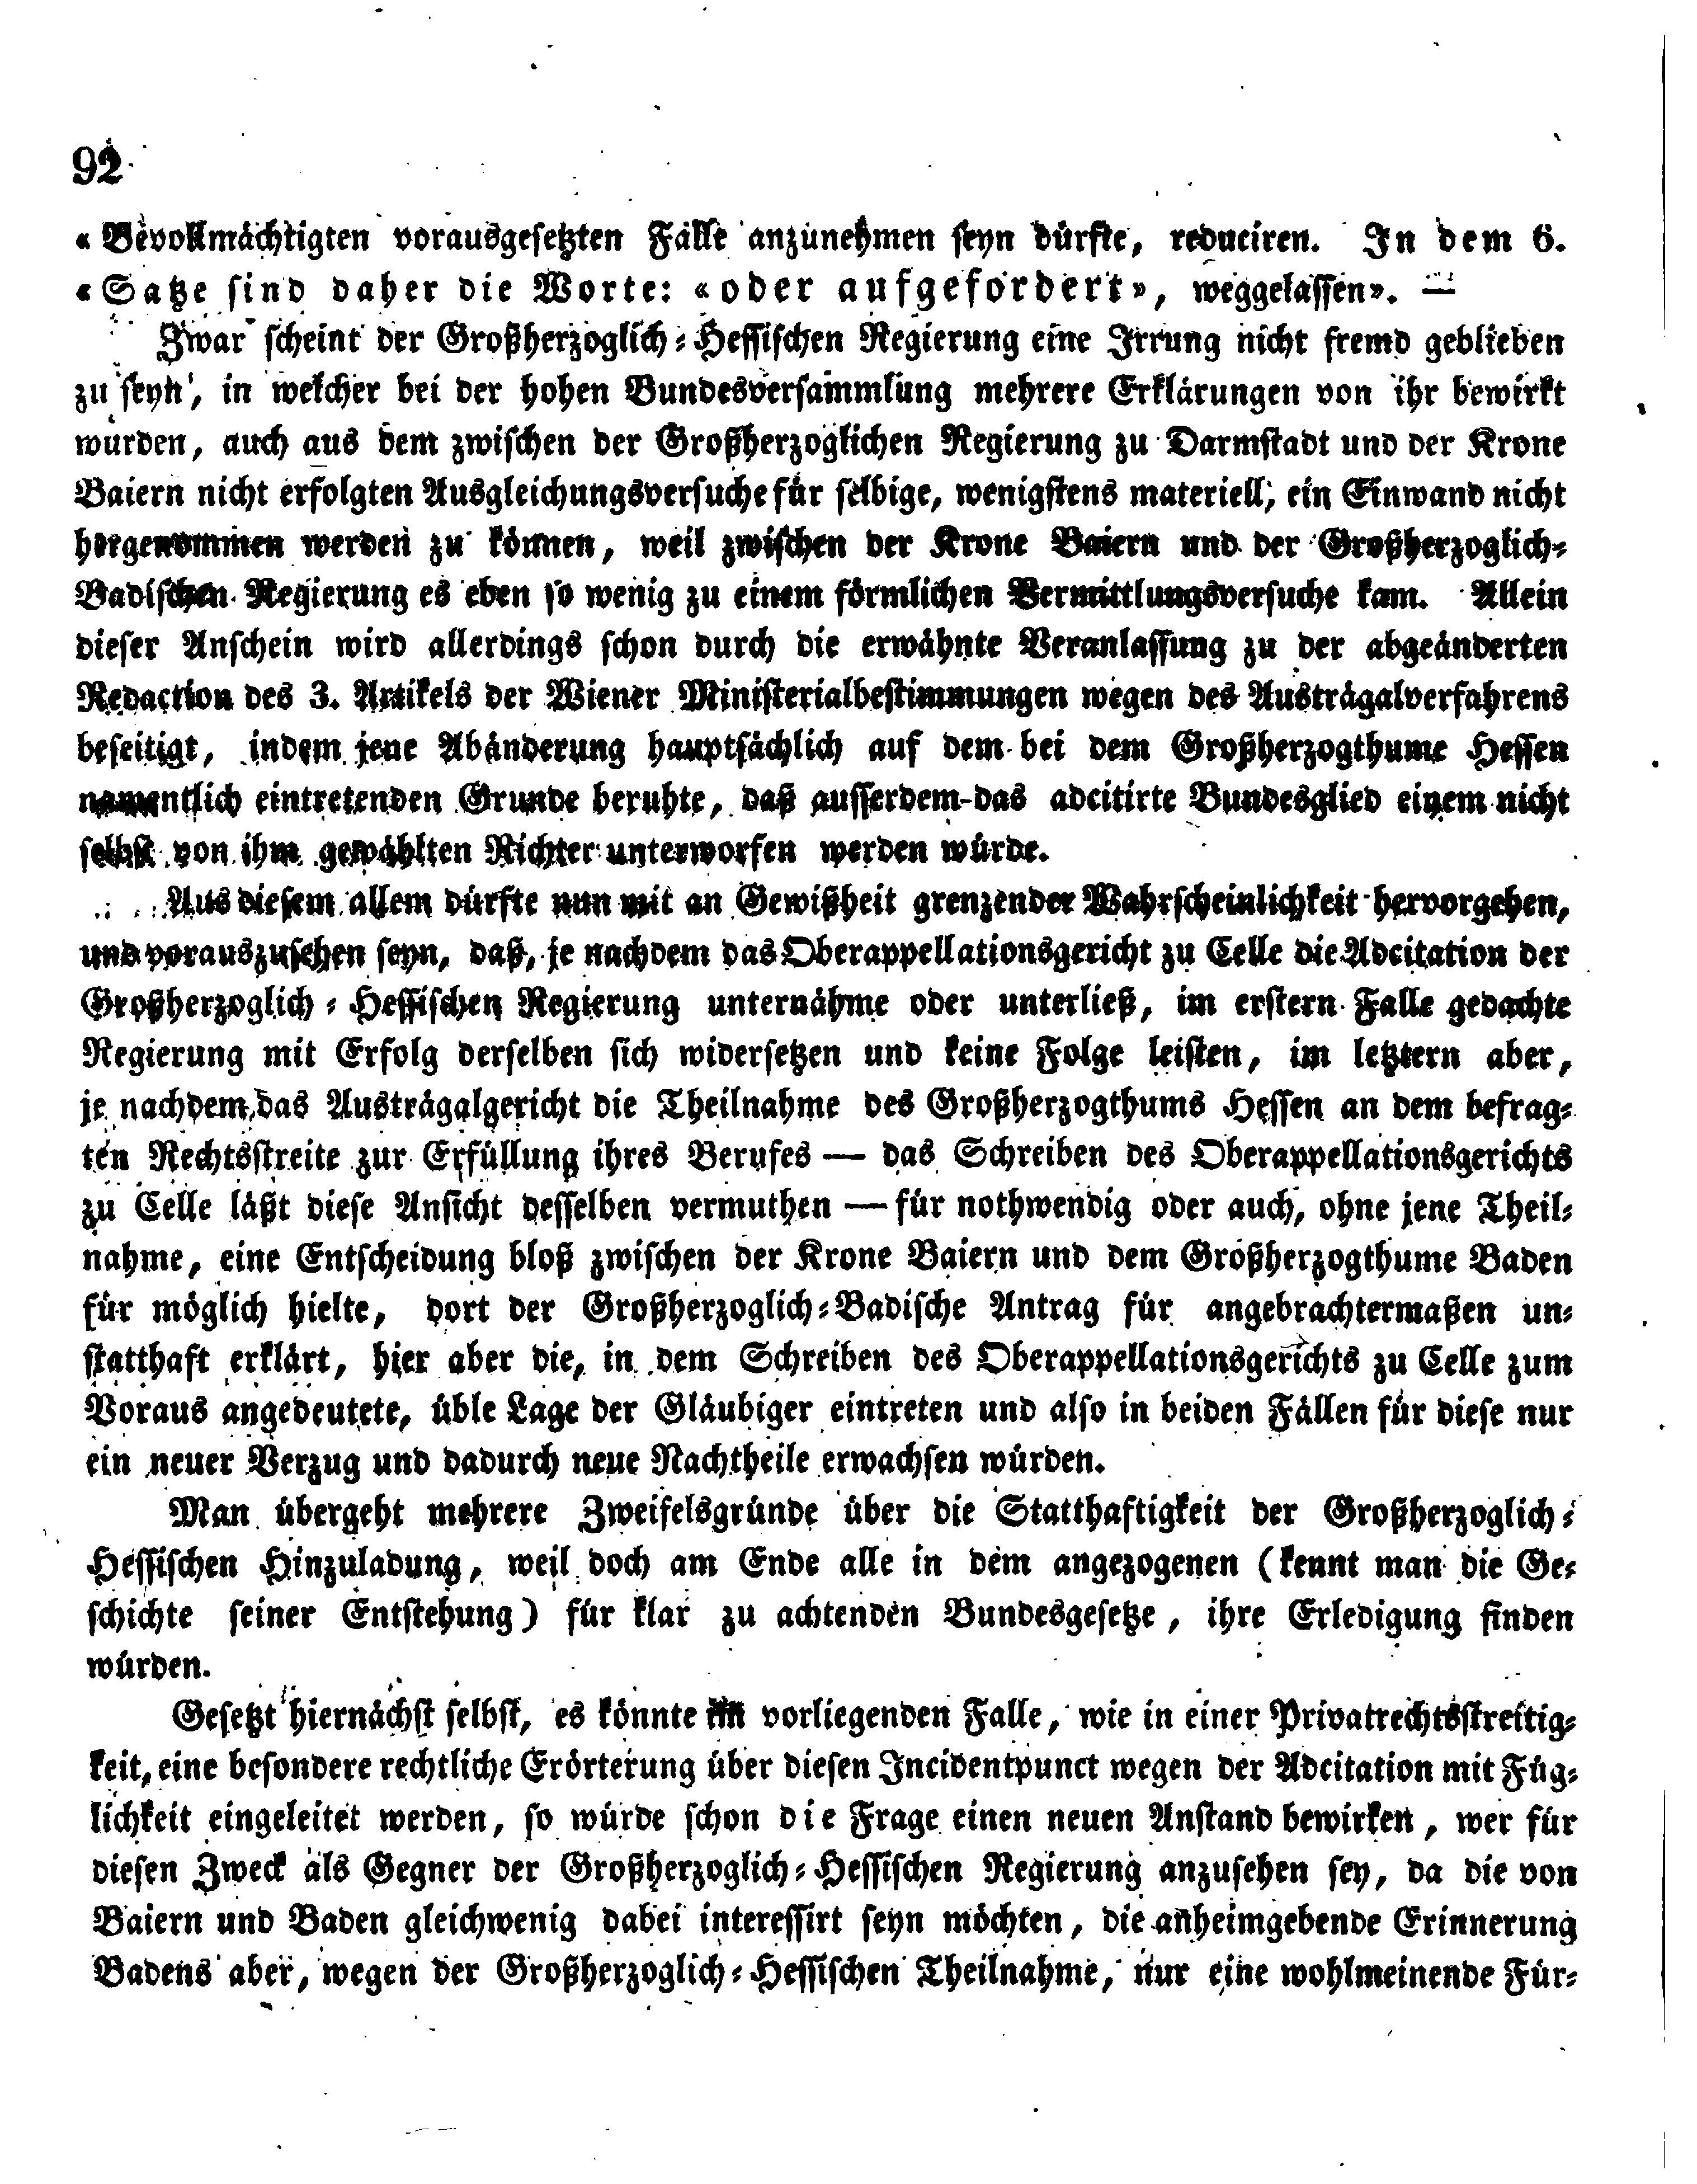 92
« Bevollmächtigten vorausgesetzten Fälle anzunehmen seyn dürfte, reduciren. In dem 6.
« Satze sind daher die Worte: «oder aufgefordert», weggelassen». —
Zwar scheint der Großherzoglich-Hessischen Regierung eine Irrung nicht fremd geblieben
zu seyn, in welcher bei der hohen Bundesversammlung mehrere Erklärungen von ihr bewirkt
wurden, auch aus dem zwischen der Großherzoglichen Regierung zu Darmstadt und der Krone
Baiern nicht erfolgten Ausgleichungsversuche für selbige, wenigstens materiell, ein Einwand nicht
hergenommen werden zu können, weil zwischen der Krone Baiern und der Großherzoglich-
Badischen Regierung es eben so wenig zu einem förmlichen Vermittlungsversuche kam. Allein
dieser Anschein wird allerdings schon durch die erwähnte Veranlassung zu der abgeänderten
Redaction des 3. Artikels der Wiener Ministerialbestimmungen wegen des Austrägalverfahrens
beseitigt, indem jene Abänderung hauptsächlich auf dem bei dem Großherzogthume Hessen
namentlich eintretenden Grunde beruhte, daß ausserdem das adcitirte Bundesglied einem nicht
selbst von ihm gewählten Richter unterworfen werden würde.
Aus diesem allem dürfte nun mit an Gewißheit grenzender Wahrscheinlichkeit hervorgehen,
und vorauszusehen seyn, daß, je nachdem das Oberappellationsgericht zu Celle die Adcitation der
Großherzoglich-Hessischen Regierung unternähme oder unterließ, im erstern Falle gedachte
Regierung mit Erfolg derselben sich widersetzen und keine Folge leisten, im letztern aber,
je nachdem das Austrägalgericht die Theilnahme des Großherzogthums Hessen an dem befrag-
ten Rechtsstreite zur Erfüllung ihres Berufes — das Schreiben des Oberappellationsgerichts
zu Celle läßt diese Ansicht desselben vermuthen — für nothwendig oder auch, ohne jene Theil-
nahme, eine Entscheidung bloß zwischen der Krone Baiern und dem Großherzogthume Baden
für möglich hielte, dort der Großherzoglich-Badische Antrag für angebrachtermaßen un-
statthaft erklärt, hier aber die, in dem Schreiben des Oberappellationsgerichts zu Celle zum
Voraus angedeutete, üble Lage der Gläubiger eintreten und also in beiden Fällen für diese nur
ein neuer Verzug und dadurch neue Nachtheile erwachsen würden.
Man übergeht mehrere Zweifelsgründe über die Statthaftigkeit der Großherzoglich-
Hessischen Hinzuladung, weil doch am Ende alle in dem angezogenen (kennt man die Ge-
schichte seiner Entstehung) für klar zu achtenden Bundesgesetze, ihre Erledigung finden
würden.
Gesetzt hiernächst selbst, es könnte im vorliegenden Falle, wie in einer Privatrechtsstreitig-
keit, eine besondere rechtliche Erörterung über diesen Incidentpunct wegen der Adcitation mit Füg-
lichkeit eingeleitet werden, so würde schon die Frage einen neuen Anstand bewirken, wer für
diesen Zweck als Gegner der Großherzoglich-Hessischen Regierung anzusehen sey, da die von
Baiern und Baden gleichwenig dabei interessirt seyn möchten, die anheimgebende Erinnerung
Badens aber, wegen der Großherzoglich-Hessischen Theilnahme, nur eine wohlmeinende Für-